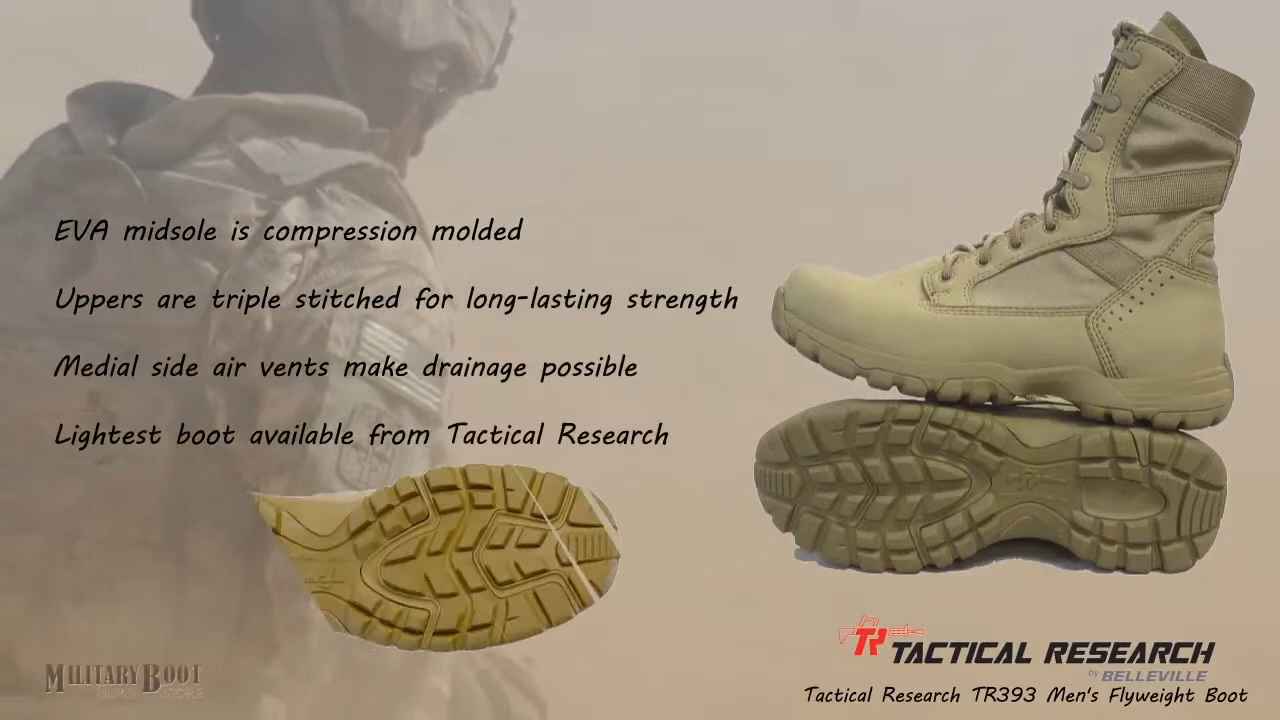 EVA midsole is compression molded
Uppers are triple stitched for long-lasting strength
Medial side air vents make drainage possible
Lightest boot available from Tactical Research
TR TACTICAL RESEARCH
by BELLEVILLE
Tactical Research TR393 Men's Flyweight Boot
MILITARY BOOT
STORE